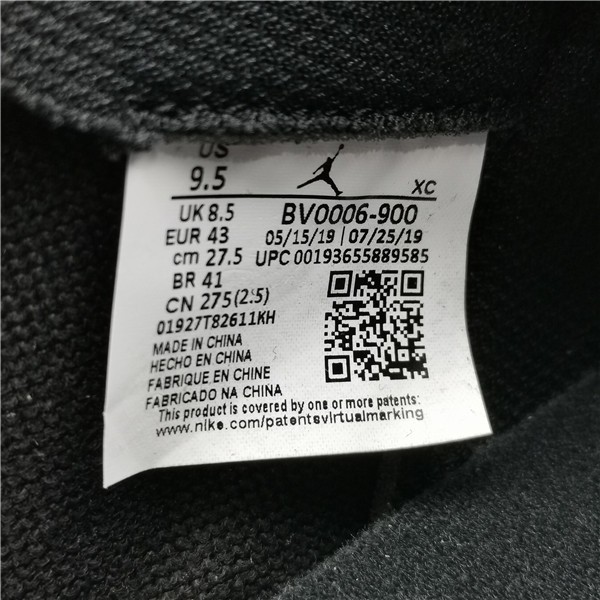 US
9.5
XC
UK 8.5
BV0006-900
EUR 43
05/15/19 | 07/25/19
cm 27.5
UPC 00193655889585
BR 41
CN 275(2.5)
01927T82611KH
MADE IN CHINA
HECHO EN CHINA
FABRIQUE EN CHINE
FABRICADO NA CHINA
This product is covered by one or more patents:
www.nike.com/patentsvirtualmarking